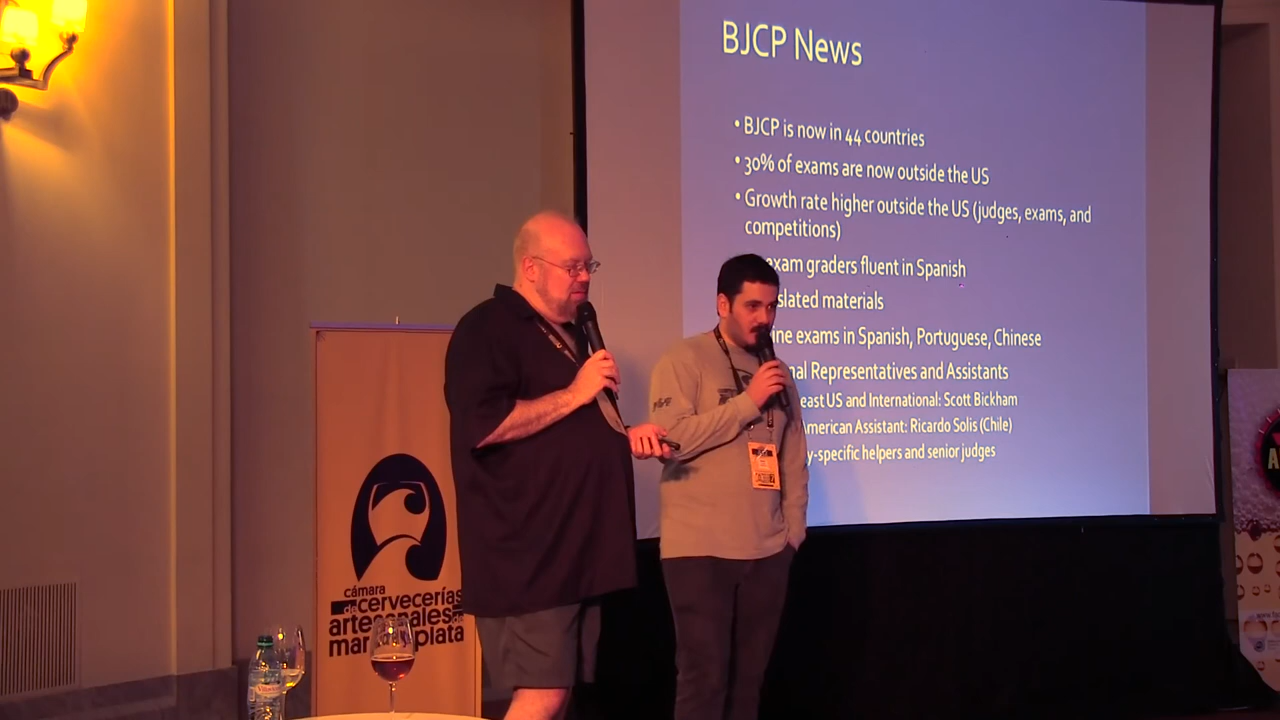 BJCP News
• BJCP is now in 44 countries
• 30% of exams are now outside the US
• Growth rate higher outside the US (judges, exams, and
competitions)
exam graders fluent in Spanish
slated materials
ine exams in Spanish, Portuguese, Chinese
nal Representatives and Assistants
east US and International: Scott Bickham
American Assistant: Ricardo Solis (Chile)
y-specific helpers and senior judges
cámara
de cervecerías
artesanales de
mar plata